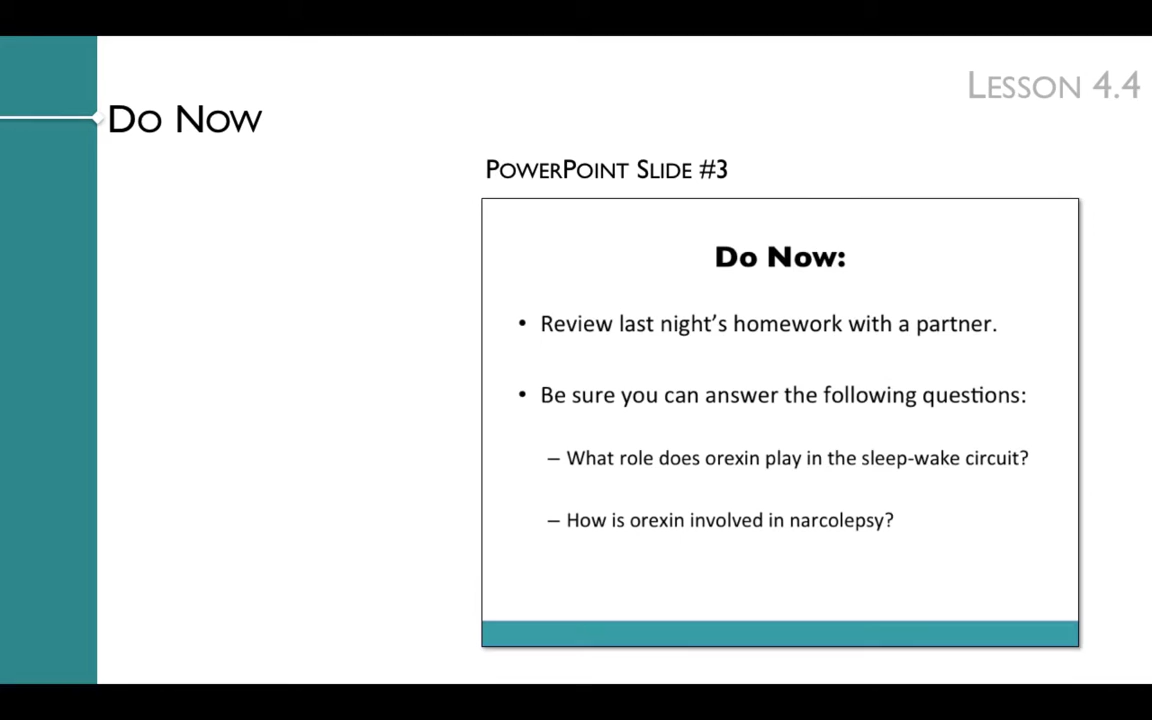 LESSON 4.4
DO NOW
POWERPOINT SLIDE #3
Do Now:
• Review last night's homework with a partner.
• Be sure you can answer the following questions:
– What role does orexin play in the sleep-wake circuit?
– How is orexin involved in narcolepsy?